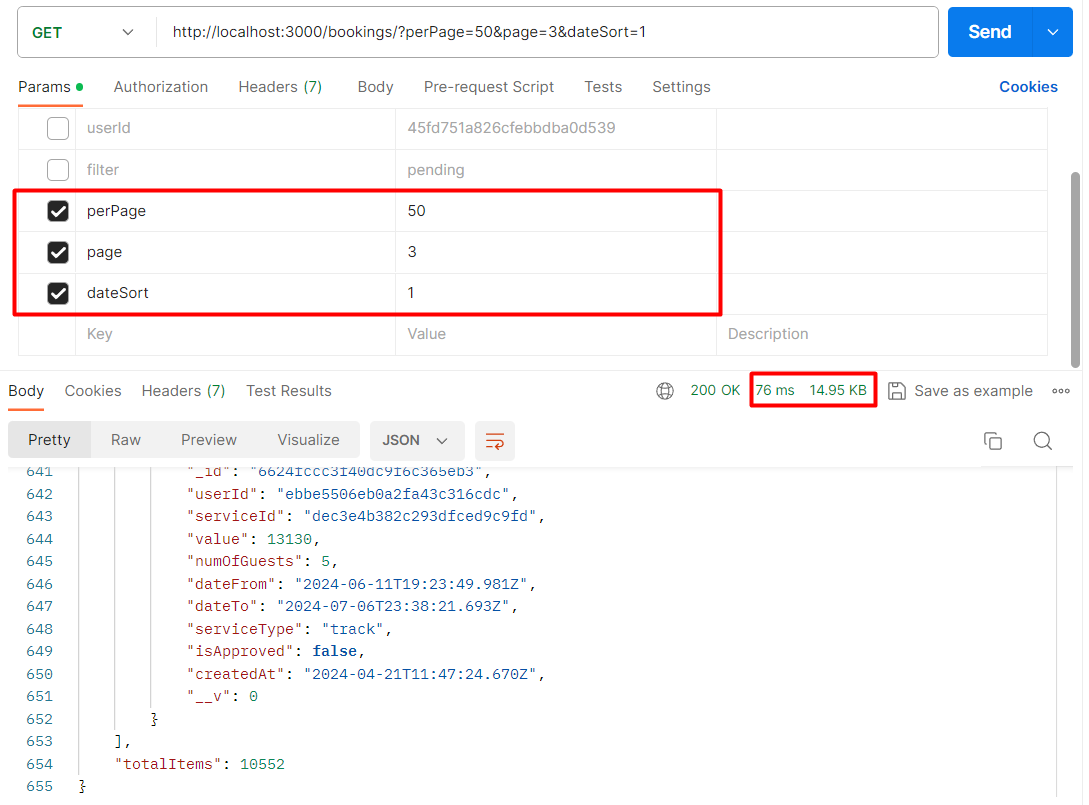 GET http://localhost:3000/bookings/?perPage=50&page=3&dateSort=1 Send
Params Authorization Headers (7) Body Pre-request Script Tests Settings Cookies
userId 45fd751a826cfebbdba0d539
filter pending
perPage 50
page 3
dateSort 1
Key Value Description
Body Cookies Headers (7) Test Results 200 OK 76 ms 14.95 KB Save as example
Pretty Raw Preview Visualize JSON
641 "_id": "6624fccc3f40dc9f6c365eb3",
642 "userId": "ebbe5506eb0a2fa43c316cdc",
643 "serviceId": "dec3e4b382c293dfced9c9fd",
644 "value": 13130,
645 "numOfGuests": 5,
646 "dateFrom": "2024-06-11T19:23:49.981Z",
647 "dateTo": "2024-07-06T23:38:21.693Z",
648 "serviceType": "track",
649 "isApproved": false,
650 "createdAt": "2024-04-21T11:47:24.670Z",
651 "__v": 0
652 }
653 ],
654 "totalItems": 10552
655 }